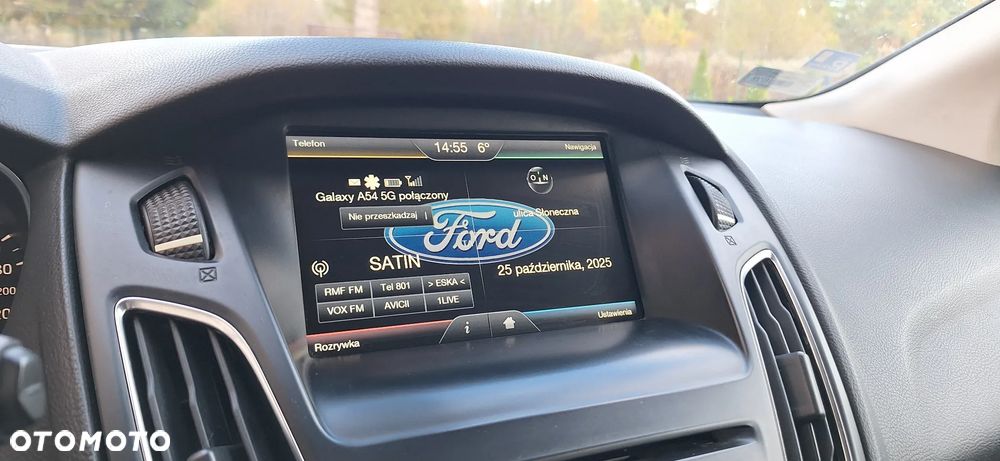 Telefon
14:55 6°
Nawigacja
Galaxy A54 5G połączony
Nie przeszkadzaj
ulica Słoneczna
Ford
SATIN
25 października, 2025
RMF FM Tel 801 > ESKA <
VOX FM AVICII 1LIVE
i
Ustawienia
Rozrywka
OTOMOTO